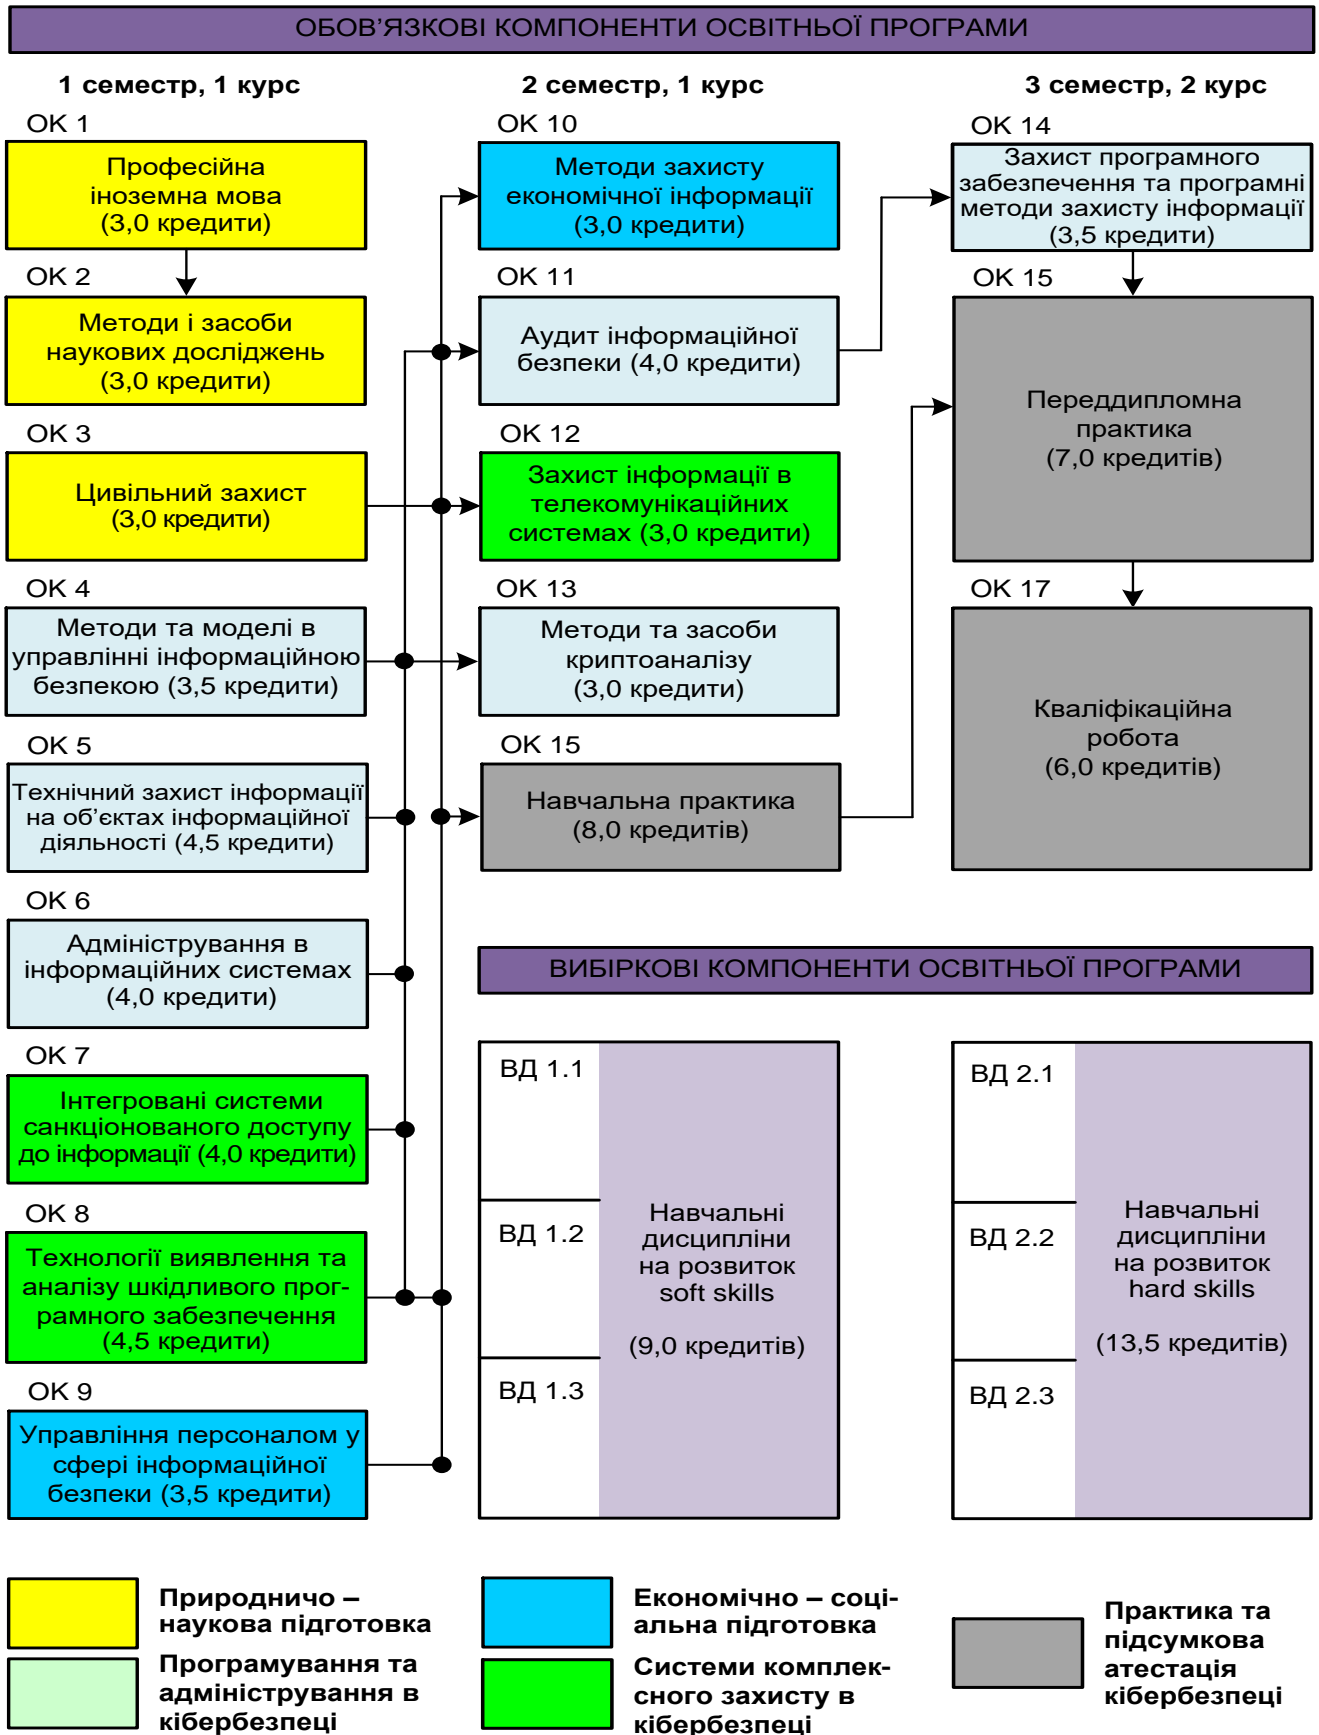 ОБОВ'ЯЗКОВІ КОМПОНЕНТИ ОСВІТНЬОЇ ПРОГРАМИ
1 семестр, 1 курс
ОК 1
Професійна
іноземна мова
(3,0 кредити)
ОК 2
Методи і засоби
наукових досліджень
(3,0 кредити)
ОК 3
Цивільний захист
(3,0 кредити)
ОК 4
Методи та моделі в
управлінні інформаційною
безпекою (3,5 кредити)
ОК 5
Технічний захист інформації
на об'єктах інформаційної
діяльності (4,5 кредити)
ОК 6
Адміністрування в
інформаційних системах
(4,0 кредити)
ОК 7
Інтегровані системи
санкціонованого доступу
до інформації (4,0 кредити)
ОК 8
Технології виявлення та
аналізу шкідливого прог-
рамного забезпечення
(4,5 кредити)
ОК 9
Управління персоналом у
сфері інформаційної
безпеки (3,5 кредити)
2 семестр, 1 курс
ОК 10
Методи захисту
економічної інформації
(3,0 кредити)
ОК 11
Аудит інформаційної
безпеки (4,0 кредити)
ОК 12
Захист інформації в
телекомунікаційних
системах (3,0 кредити)
ОК 13
Методи та засоби
криптоаналізу
(3,0 кредити)
ОК 15
Навчальна практика
(8,0 кредитів)
3 семестр, 2 курс
ОК 14
Захист програмного
забезпечення та програмні
методи захисту інформації
(3,5 кредити)
ОК 15
Переддипломна
практика
(7,0 кредитів)
ОК 17
Кваліфікаційна
робота
(6,0 кредитів)
ВИБІРКОВІ КОМПОНЕНТИ ОСВІТНЬОЇ ПРОГРАМИ
ВД 1.1
ВД 1.2
ВД 1.3
Навчальні
дисципліни
на розвиток
soft skills
(9,0 кредитів)
ВД 2.1
ВД 2.2
ВД 2.3
Навчальні
дисципліни
на розвиток
hard skills
(13,5 кредитів)
Природничо –
наукова підготовка
Програмування та
адміністрування в
кібербезпеці
Економічно – соці-
альна підготовка
Системи комплек-
сного захисту в
кібербезпеці
Практика та
підсумкова
атестація
кібербезпеці